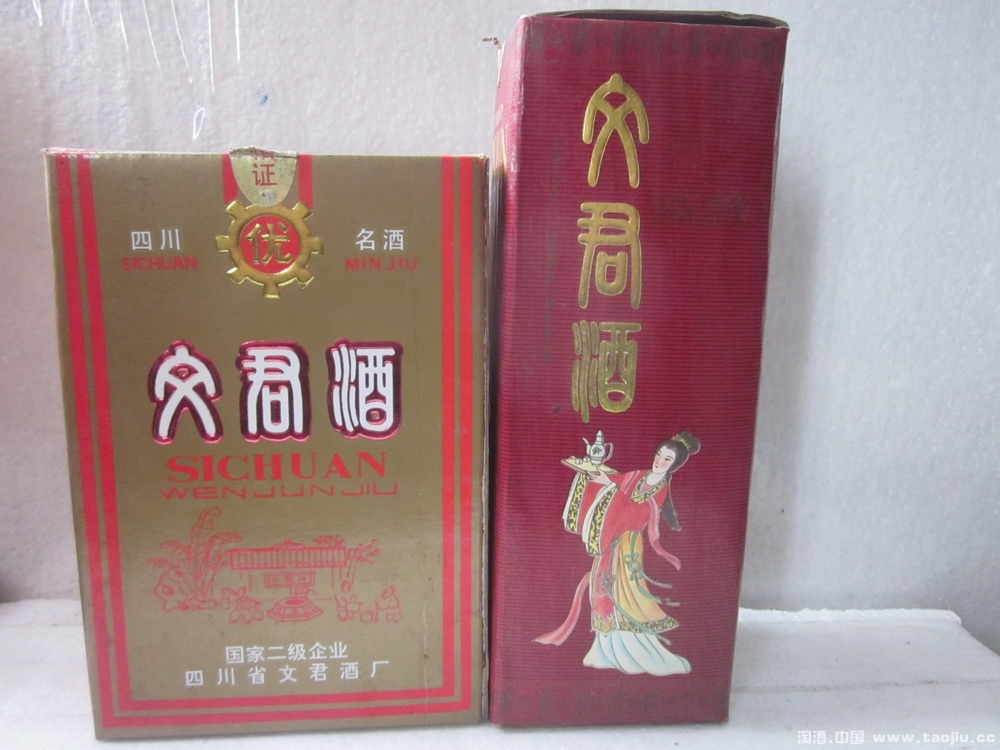 证
四川
SICHUAN
优
名酒
MIN JIU
文君酒
SICHUAN
WENJUNJIU
国家二级企业
四川省文君酒厂
文君酒
淘酒.中国 www.taojiu.cc